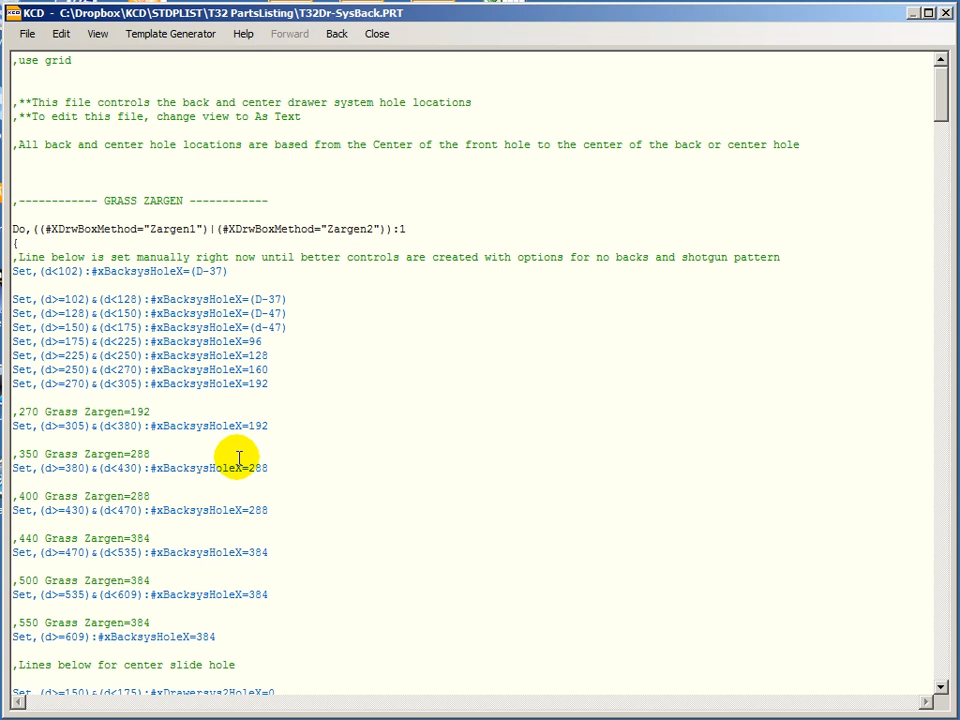 KCD - C:\Dropbox\KCD\STDPLIST\T32 PartsListing\T32Dr-SysBack.PRT
File Edit View Template Generator Help Forward Back Close
,use grid
,**This file controls the back and center drawer system hole locations
,**To edit this file, change view to As Text
,All back and center hole locations are based from the Center of the front hole to the center of the back or center hole
,------------ GRASS ZARGEN ------------
Do,((#XDrwBoxMethod="Zargen1")|(#XDrwBoxMethod="Zargen2")):1
{
,Line below is set manually right now until better controls are created with options for no backs and shotgun pattern
Set,(d<102):#xBacksysHoleX=(D-37)
Set,(d>=102)&(d<128):#xBacksysHoleX=(D-37)
Set,(d>=128)&(d<150):#xBacksysHoleX=(D-47)
Set,(d>=150)&(d<175):#xBacksysHoleX=(d-47)
Set,(d>=175)&(d<225):#xBacksysHoleX=96
Set,(d>=225)&(d<250):#xBacksysHoleX=128
Set,(d>=250)&(d<270):#xBacksysHoleX=160
Set,(d>=270)&(d<305):#xBacksysHoleX=192
,270 Grass Zargen=192
Set,(d>=305)&(d<380):#xBacksysHoleX=192
,350 Grass Zargen=288
Set,(d>=380)&(d<430):#xBacksysHoleX=288
,400 Grass Zargen=288
Set,(d>=430)&(d<470):#xBacksysHoleX=288
,440 Grass Zargen=384
Set,(d>=470)&(d<535):#xBacksysHoleX=384
,500 Grass Zargen=384
Set,(d>=535)&(d<609):#xBacksysHoleX=384
,550 Grass Zargen=384
Set,(d>=609):#xBacksysHoleX=384
,Lines below for center slide hole
Set,(d>=150)&(d<175):#xDrawersys2HoleX=0